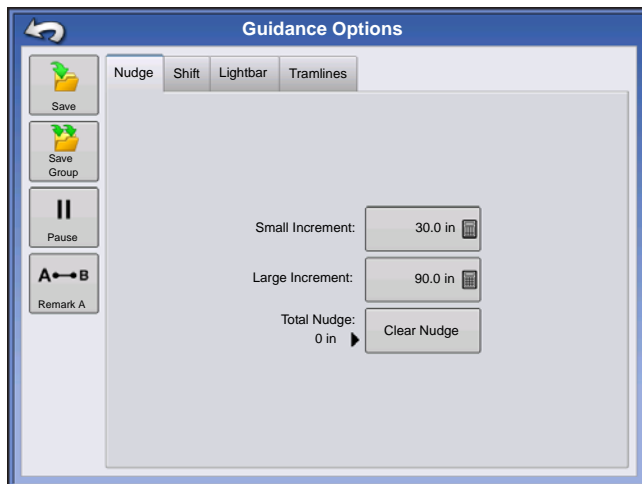 Guidance Options
Save
Save
Group
Pause
A B
Remark A
Nudge Shift Lightbar Tramlines
Small Increment: 30.0 in
Large Increment: 90.0 in
Total Nudge:
0 in
Clear Nudge